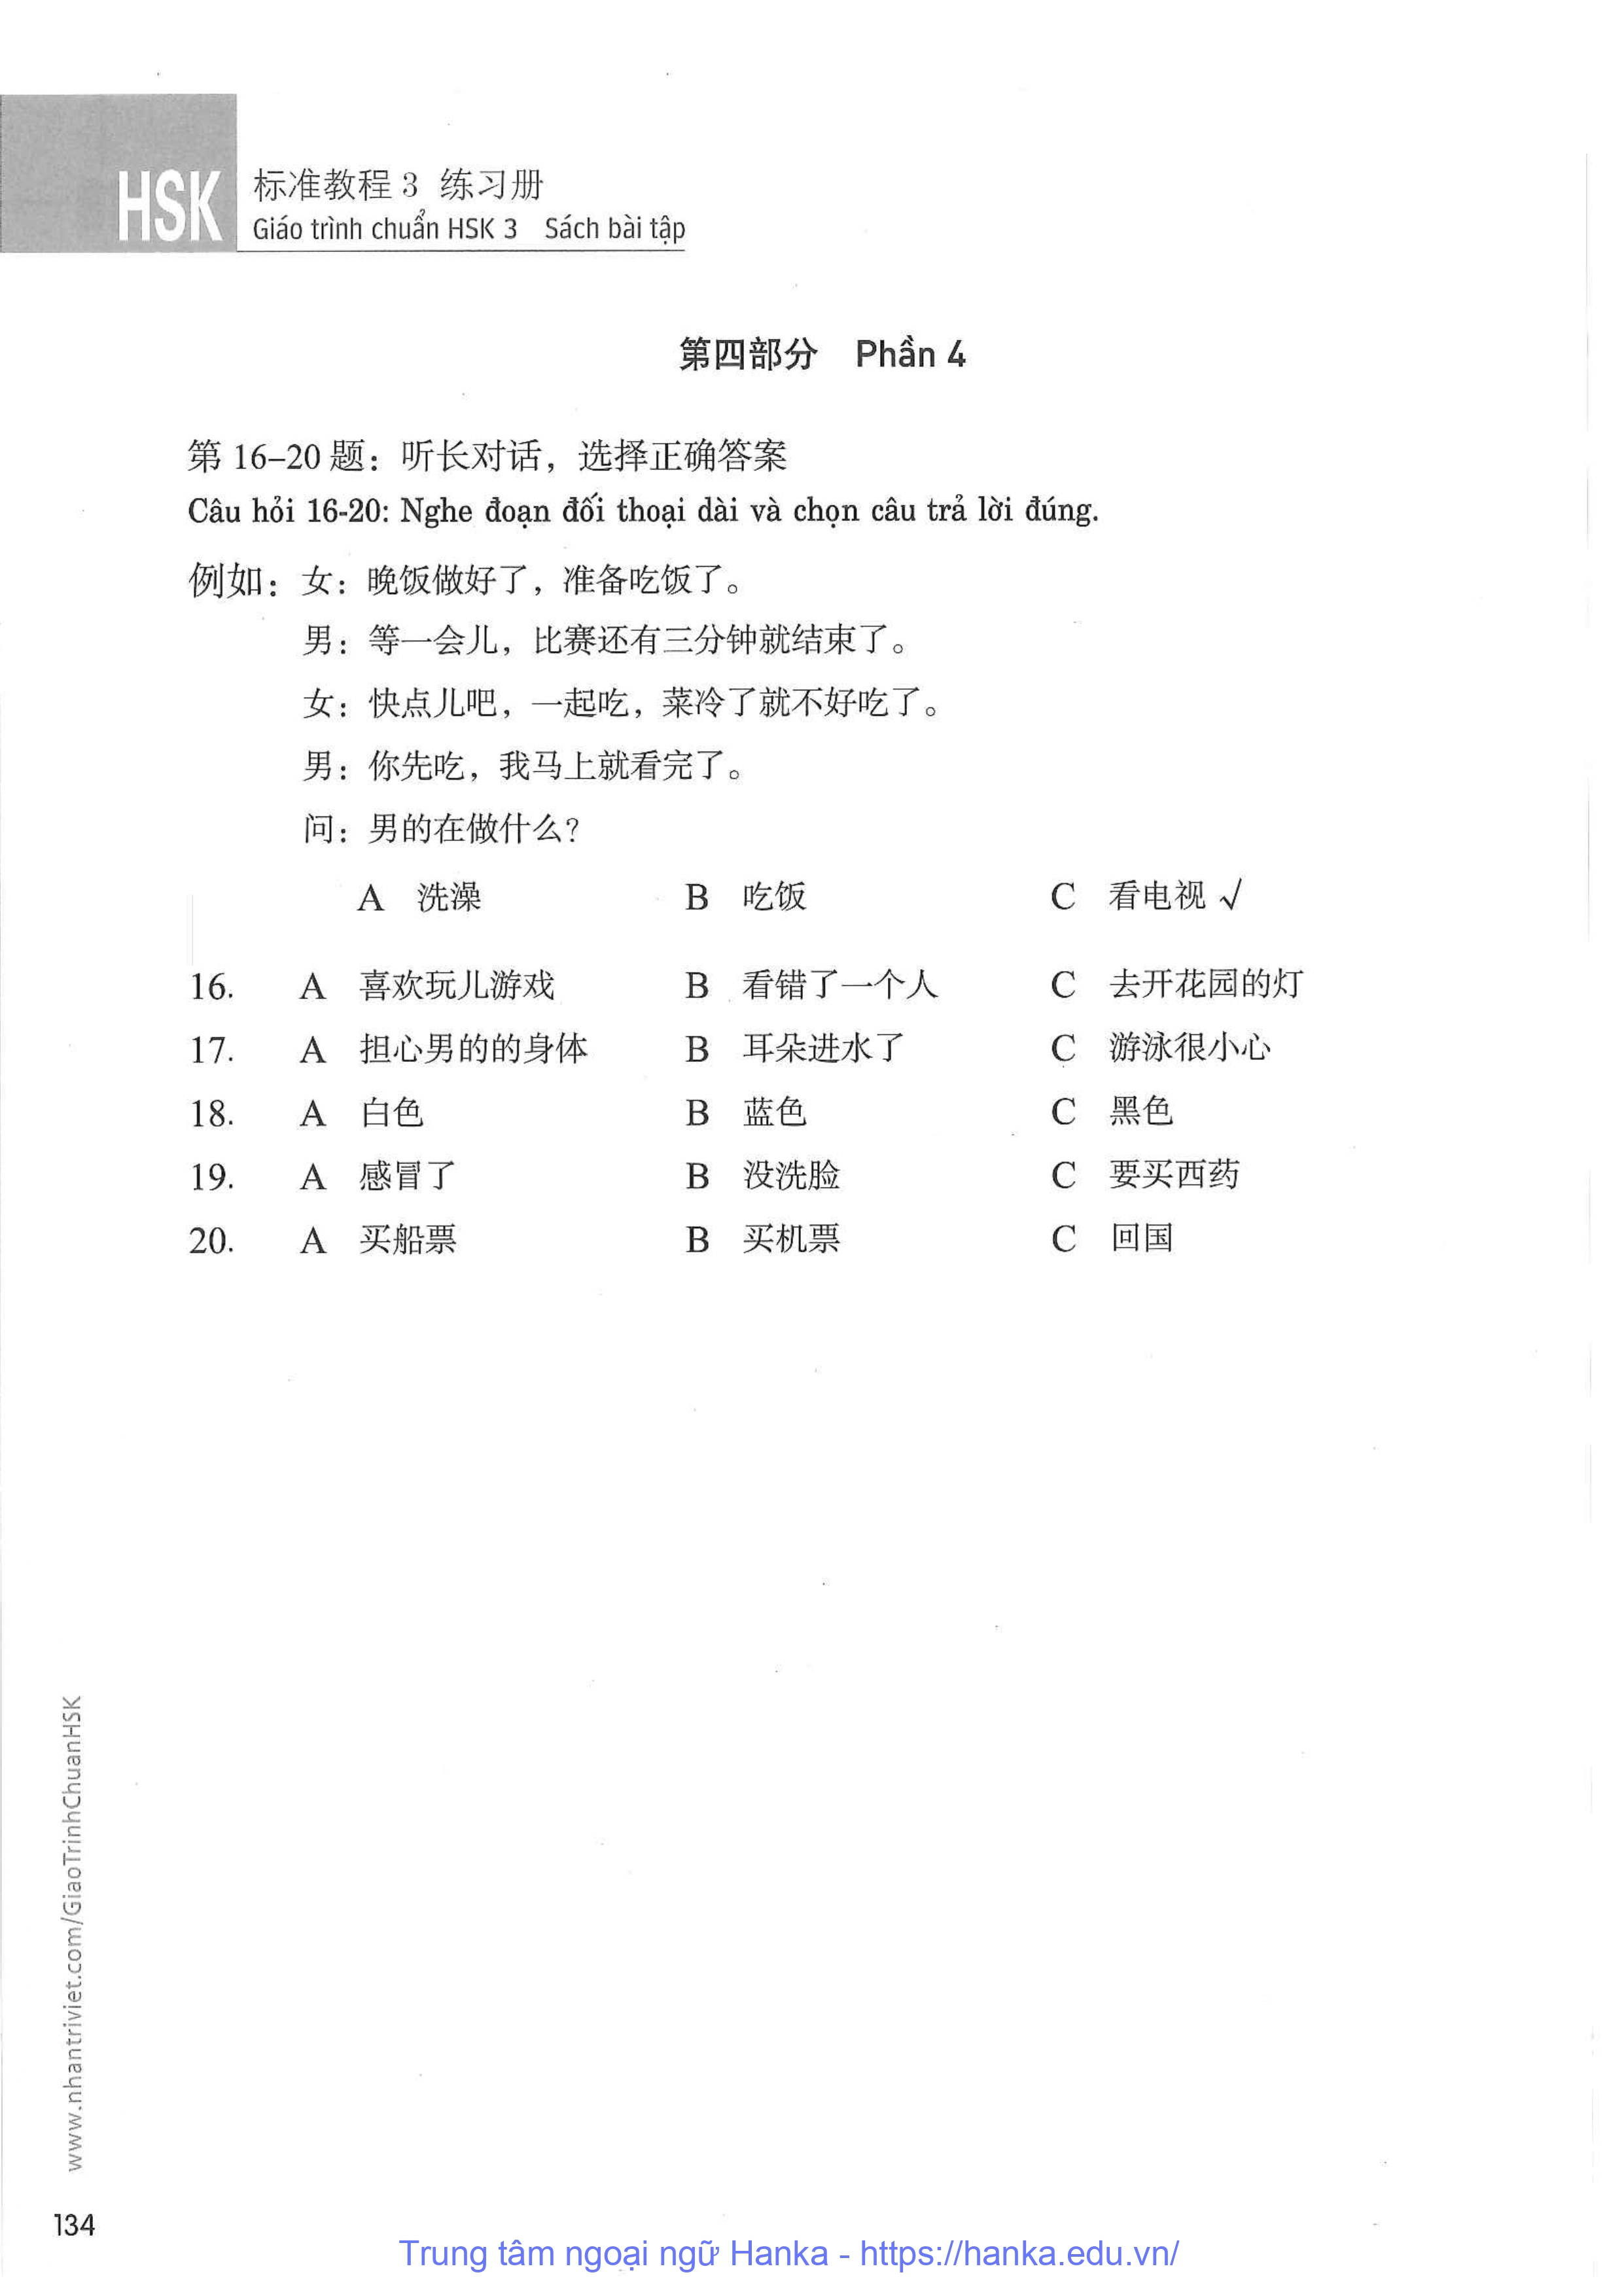 HSK
标准教程3 练习册
Giáo trình chuẩn HSK 3 Sách bài tập
第四部分 Phần 4
第 16–20 题：听长对话，选择正确答案
Câu hỏi 16-20: Nghe đoạn đối thoại dài và chọn câu trả lời đúng.
例如：女：晚饭做好了，准备吃饭了。
男：等一会儿，比赛还有三分钟就结束了。
女：快点儿吧，一起吃，菜冷了就不好吃了。
男：你先吃，我马上就看完了。
问：男的在做什么？
A 洗澡 B 吃饭 C 看电视 √
16. A 喜欢玩儿游戏 B 看错了一个人 C 去开花园的灯
17. A 担心男的的身体 B 耳朵进水了 C 游泳很小心
18. A 白色 B 蓝色 C 黑色
19. A 感冒了 B 没洗脸 C 要买西药
20. A 买船票 B 买机票 C 回国
www.nhantriviet.com/GiaoTrinhChuanHSK
134
Trung tâm ngoại ngữ Hanka - https://hanka.edu.vn/